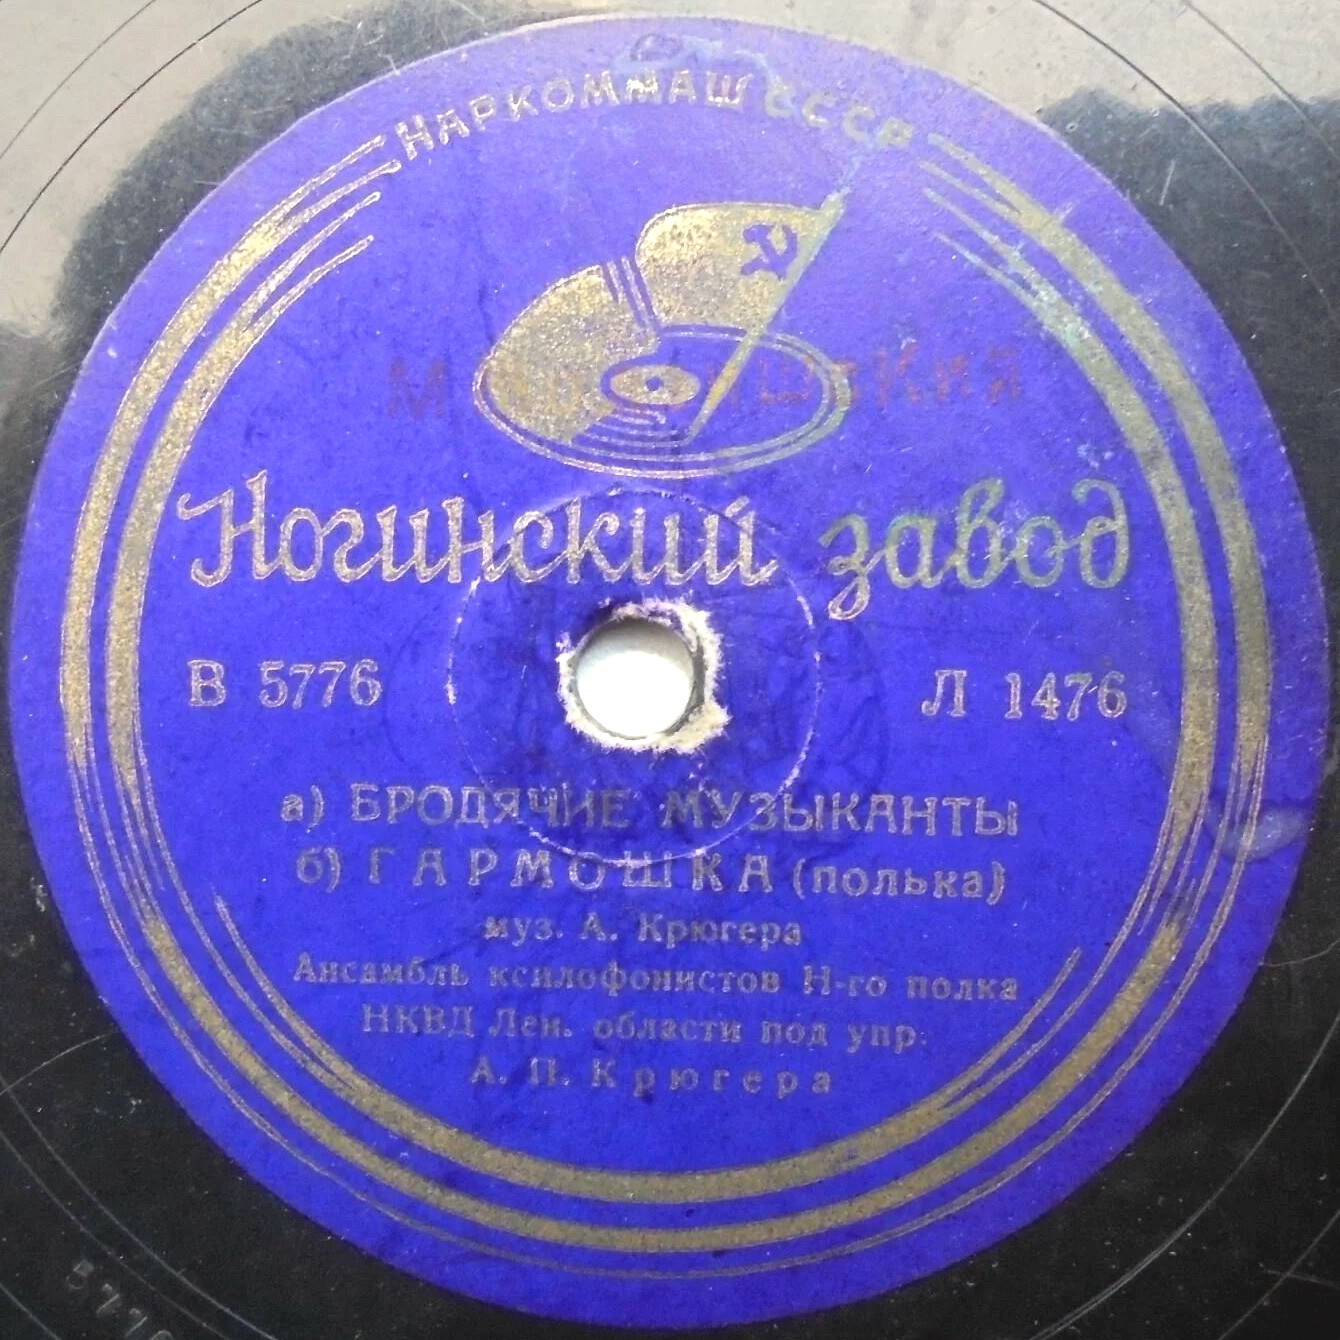 НАРКОММАШ СССР
Ногинский завод
В 5776
Л 1476
а) БРОДЯЧИЕ МУЗЫКАНТЫ
б) ГАРМОШКА (полька)
муз. А. Крюгера
Ансамбль ксилофонистов Н-го полка
НКВД Лен. области под упр.
А. П. Крюгера